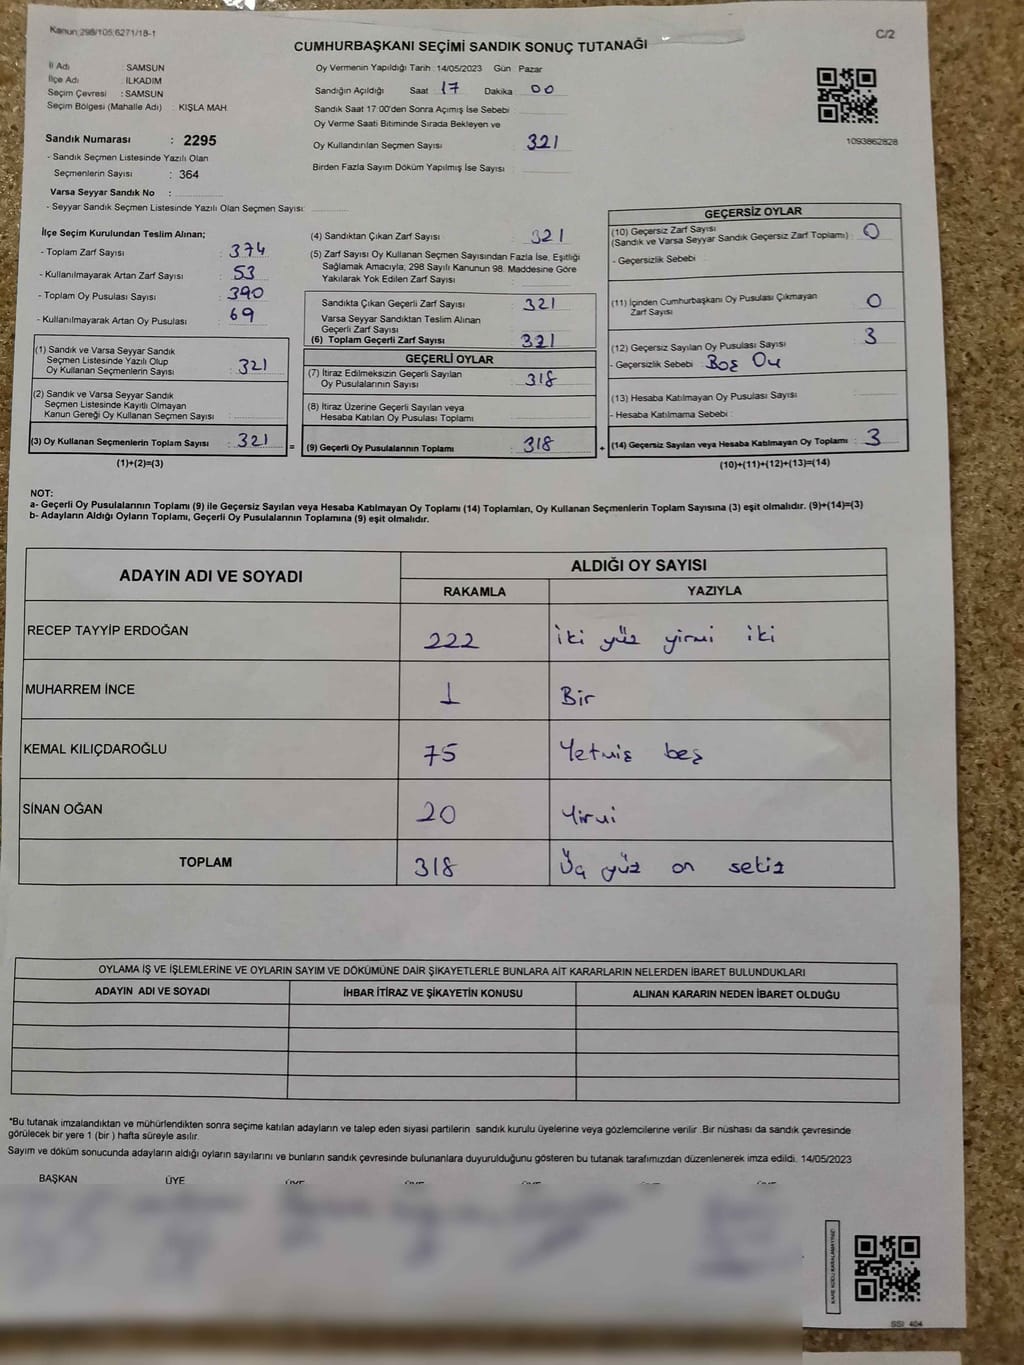 Kanun:298/105;6271/18-1
C/2
CUMHURBAŞKANI SEÇİMİ SANDIK SONUÇ TUTANAĞI
İl Adı : SAMSUN
İlçe Adı : İLKADIM
Seçim Çevresi : SAMSUN
Seçim Bölgesi (Mahalle Adı) : KIŞLA MAH.
Sandık Numarası : 2295
- Sandık Seçmen Listesinde Yazılı Olan
Seçmenlerin Sayısı : 364
Varsa Seyyar Sandık No :
- Seyyar Sandık Seçmen Listesinde Yazılı Olan Seçmen Sayısı:
Oy Vermenin Yapıldığı Tarih : 14/05/2023 Gün : Pazar
Sandığın Açıldığı Saat 17 Dakika 00
Sandık Saat 17:00'den Sonra Açımış İse Sebebi
Oy Verme Saati Bitiminde Sırada Bekleyen ve
Oy Kullandırılan Seçmen Sayısı 321
Birden Fazla Sayım Döküm Yapılmış İse Sayısı
1093862828
İlçe Seçim Kurulundan Teslim Alınan;
- Toplam Zarf Sayısı : 374
- Kullanılmayarak Artan Zarf Sayısı : 53
- Toplam Oy Pusulası Sayısı : 390
- Kullanılmayarak Artan Oy Pusulası : 69
(1) Sandık ve Varsa Seyyar Sandık
Seçmen Listesinde Yazılı Olup
Oy Kullanan Seçmenlerin Sayısı : 321
(2) Sandık ve Varsa Seyyar Sandık
Seçmen Listesinde Kayıtlı Olmayan
Kanun Gereği Oy Kullanan Seçmen Sayısı :
(3) Oy Kullanan Seçmenlerin Toplam Sayısı : 321 =
(1)+(2)=(3)
(4) Sandıktan Çıkan Zarf Sayısı : 321
(5) Zarf Sayısı Oy Kullanan Seçmen Sayısından Fazla İse, Eşitliği
Sağlamak Amacıyla, 298 Sayılı Kanunun 98. Maddesine Göre
Yakılarak Yok Edilen Zarf Sayısı :
Sandıkta Çıkan Geçerli Zarf Sayısı : 321
Varsa Seyyar Sandıktan Teslim Alınan
Geçerli Zarf Sayısı :
(6) Toplam Geçerli Zarf Sayısı : 321
GEÇERLİ OYLAR
(7) İtiraz Edilmeksizin Geçerli Sayılan
Oy Pusulalarının Sayısı : 318
(8) İtiraz Üzerine Geçerli Sayılan veya
Hesaba Katılan Oy Pusulası Toplamı :
(9) Geçerli Oy Pusulalarının Toplamı : 318 +
GEÇERSİZ OYLAR
(10) Geçersiz Zarf Sayısı
(Sandık ve Varsa Seyyar Sandık Geçersiz Zarf Toplamı) : 0
- Geçersizlik Sebebi :
(11) İçinden Cumhurbaşkanı Oy Pusulası Çıkmayan
Zarf Sayısı : 0
(12) Geçersiz Sayılan Oy Pusulası Sayısı : 3
- Geçersizlik Sebebi : Boş Oy
(13) Hesaba Katılmayan Oy Pusulası Sayısı :
- Hesaba Katılmama Sebebi :
(14) Geçersiz Sayılan veya Hesaba Katılmayan Oy Toplamı : 3
(10)+(11)+(12)+(13)=(14)
NOT:
a- Geçerli Oy Pusulalarının Toplamı (9) ile Geçersiz Sayılan veya Hesaba Katılmayan Oy Toplamı (14) Toplamları, Oy Kullanan Seçmenlerin Toplam Sayısına (3) eşit olmalıdır. (9)+(14)=(3)
b- Adayların Aldığı Oyların Toplamı, Geçerli Oy Pusulalarının Toplamına (9) eşit olmalıdır.
ADAYIN ADI VE SOYADI
ALDIĞI OY SAYISI
RAKAMLA YAZIYLA
RECEP TAYYİP ERDOĞAN 222 iki yüz yirmi iki
MUHARREM İNCE 1 Bir
KEMAL KILIÇDAROĞLU 75 Yetmiş beş
SİNAN OĞAN 20 Yirmi
TOPLAM 318 Üç yüz on sekiz
OYLAMA İŞ VE İŞLEMLERİNE VE OYLARIN SAYIM VE DÖKÜMÜNE DAİR ŞİKAYETLERLE BUNLARA AİT KARARLARIN NELERDEN İBARET BULUNDUKLARI
ADAYIN ADI VE SOYADI İHBAR İTİRAZ VE ŞİKAYETİN KONUSU ALINAN KARARIN NEDEN İBARET OLDUĞU
*Bu tutanak imzalandıktan ve mühürlendikten sonra seçime katılan adayların ve talep eden siyasi partilerin sandık kurulu üyelerine veya gözlemcilerine verilir. Bir nüshası da sandık çevresinde
görülecek bir yere 1 (bir ) hafta süreyle asılır.
Sayım ve döküm sonucunda adayların aldığı oyların sayılarını ve bunların sandık çevresinde bulunanlara duyurulduğunu gösteren bu tutanak tarafımızdan düzenlenerek imza edildi. 14/05/2023
BAŞKAN ÜYE
KARE KODU KARALAMAYINIZ!
SSİ_404